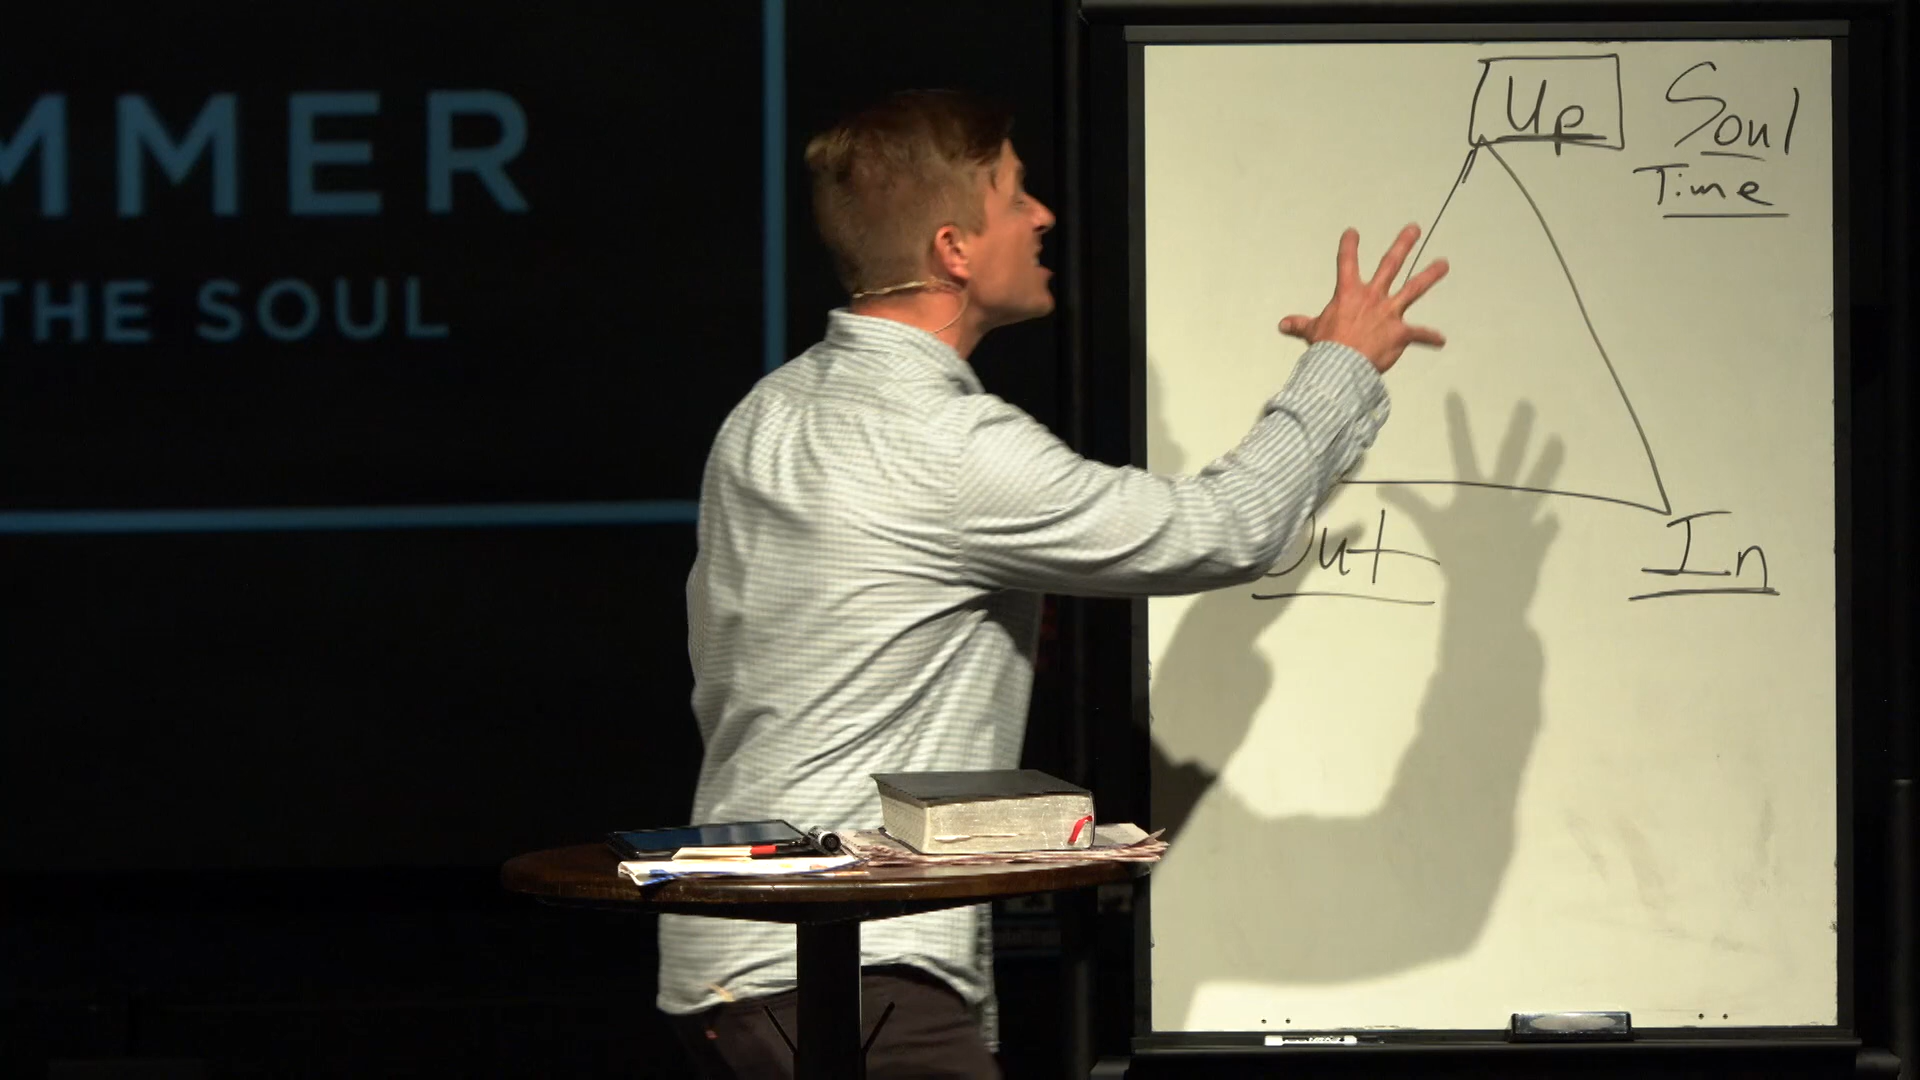 MMER
THE SOUL
Up
Soul
Time
Out
In